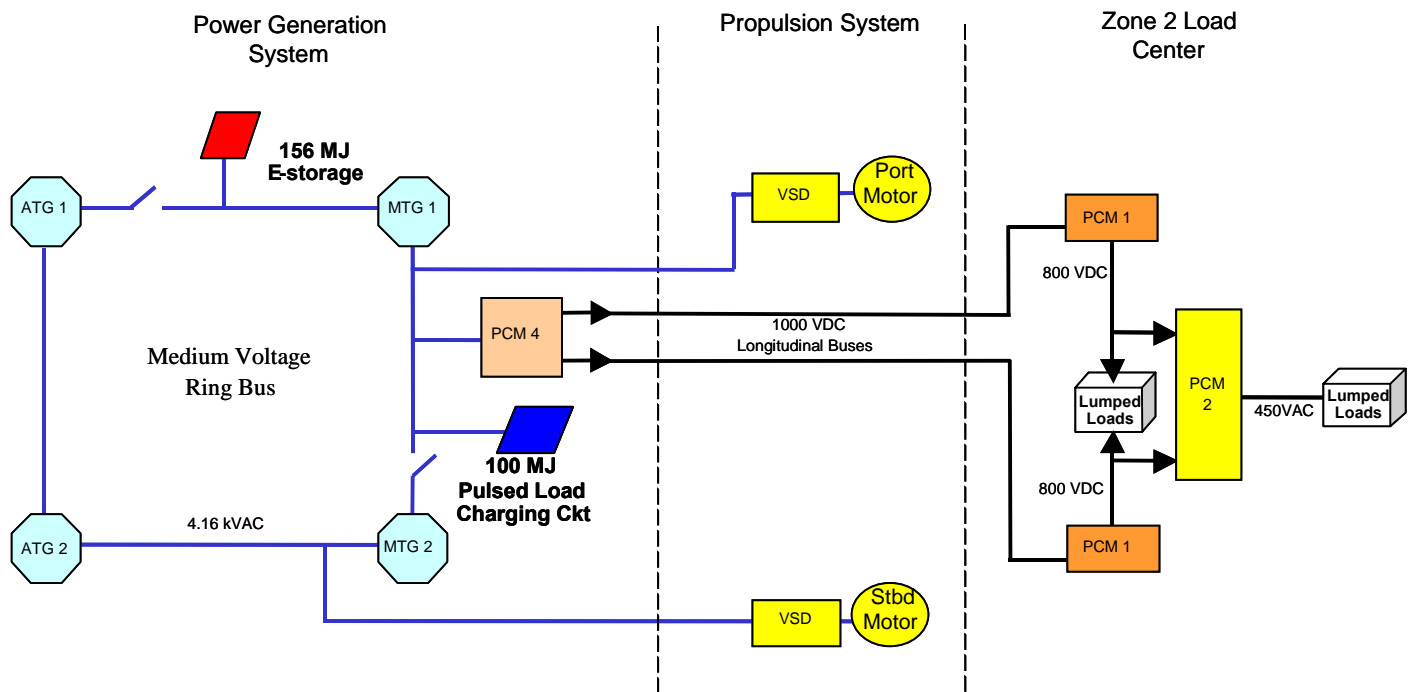 Power Generation
System
Propulsion System
Zone 2 Load
Center
156 MJ
E-storage
ATG 1
MTG 1
VSD
Port
Motor
PCM 1
800 VDC
PCM 4
1000 VDC
Longitudinal Buses
Medium Voltage
Ring Bus
PCM
2
Lumped
Loads
450VAC
Lumped
Loads
100 MJ
Pulsed Load
Charging Ckt
800 VDC
4.16 kVAC
ATG 2
MTG 2
PCM 1
VSD
Stbd
Motor